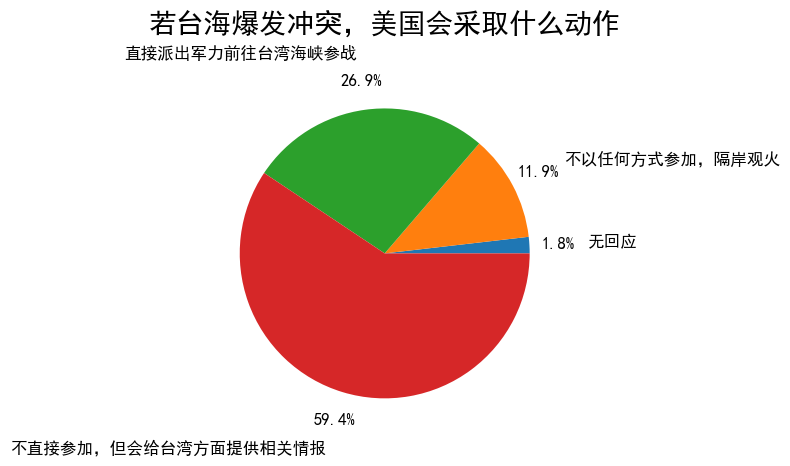 若台海爆发冲突，美国会采取什么动作
直接派出军力前往台湾海峡参战
26.9%
11.9%
不以任何方式参加，隔岸观火
1.8%
无回应
59.4%
不直接参加，但会给台湾方面提供相关情报